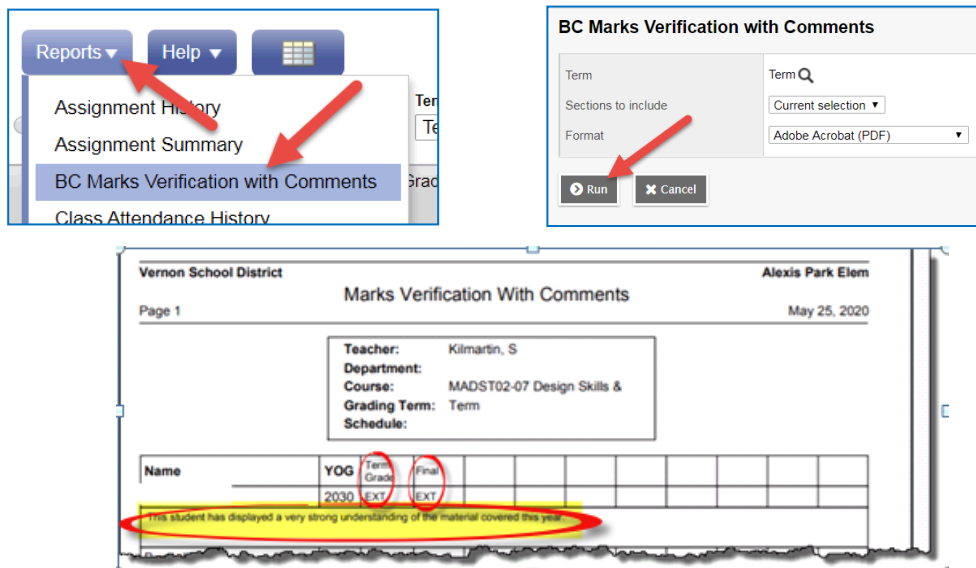 Reports ▼ Help ▼
Assignment History
Ter
Te
Assignment Summary
BC Marks Verification with Comments
Grad
Class Attendance History
BC Marks Verification with Comments
Term Term
Sections to include Current selection ▼
Format Adobe Acrobat (PDF) ▼
Run Cancel
Vernon School District Alexis Park Elem
Marks Verification With Comments
Page 1 May 25, 2020
Teacher: Kilmartin, S
Department:
Course: MADST02-07 Design Skills &
Grading Term: Term
Schedule:
Name YOG Term Grade Final
2030 EXT EXT
This student has displayed a very strong understanding of the material covered this year.